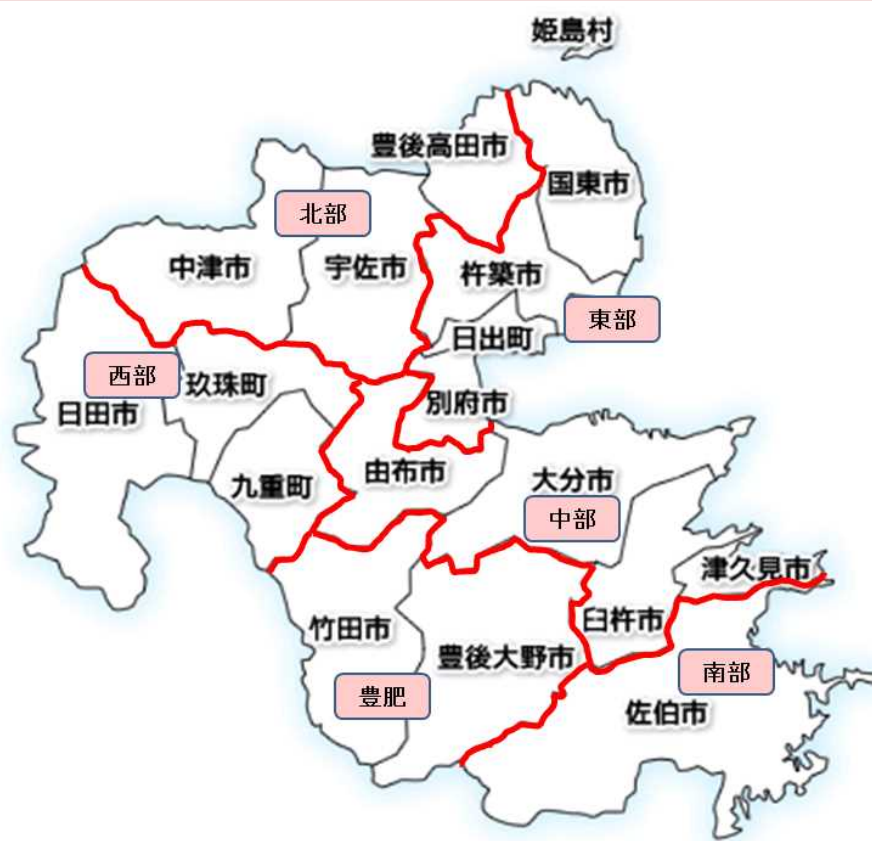 姫島村
豊後高田市
国東市
北部
中津市
宇佐市
杵築市
東部
日出町
西部
玖珠町
日田市
別府市
九重町
由布市
大分市
中部
津久見市
竹田市
臼杵市
豊後大野市
南部
豊肥
佐伯市